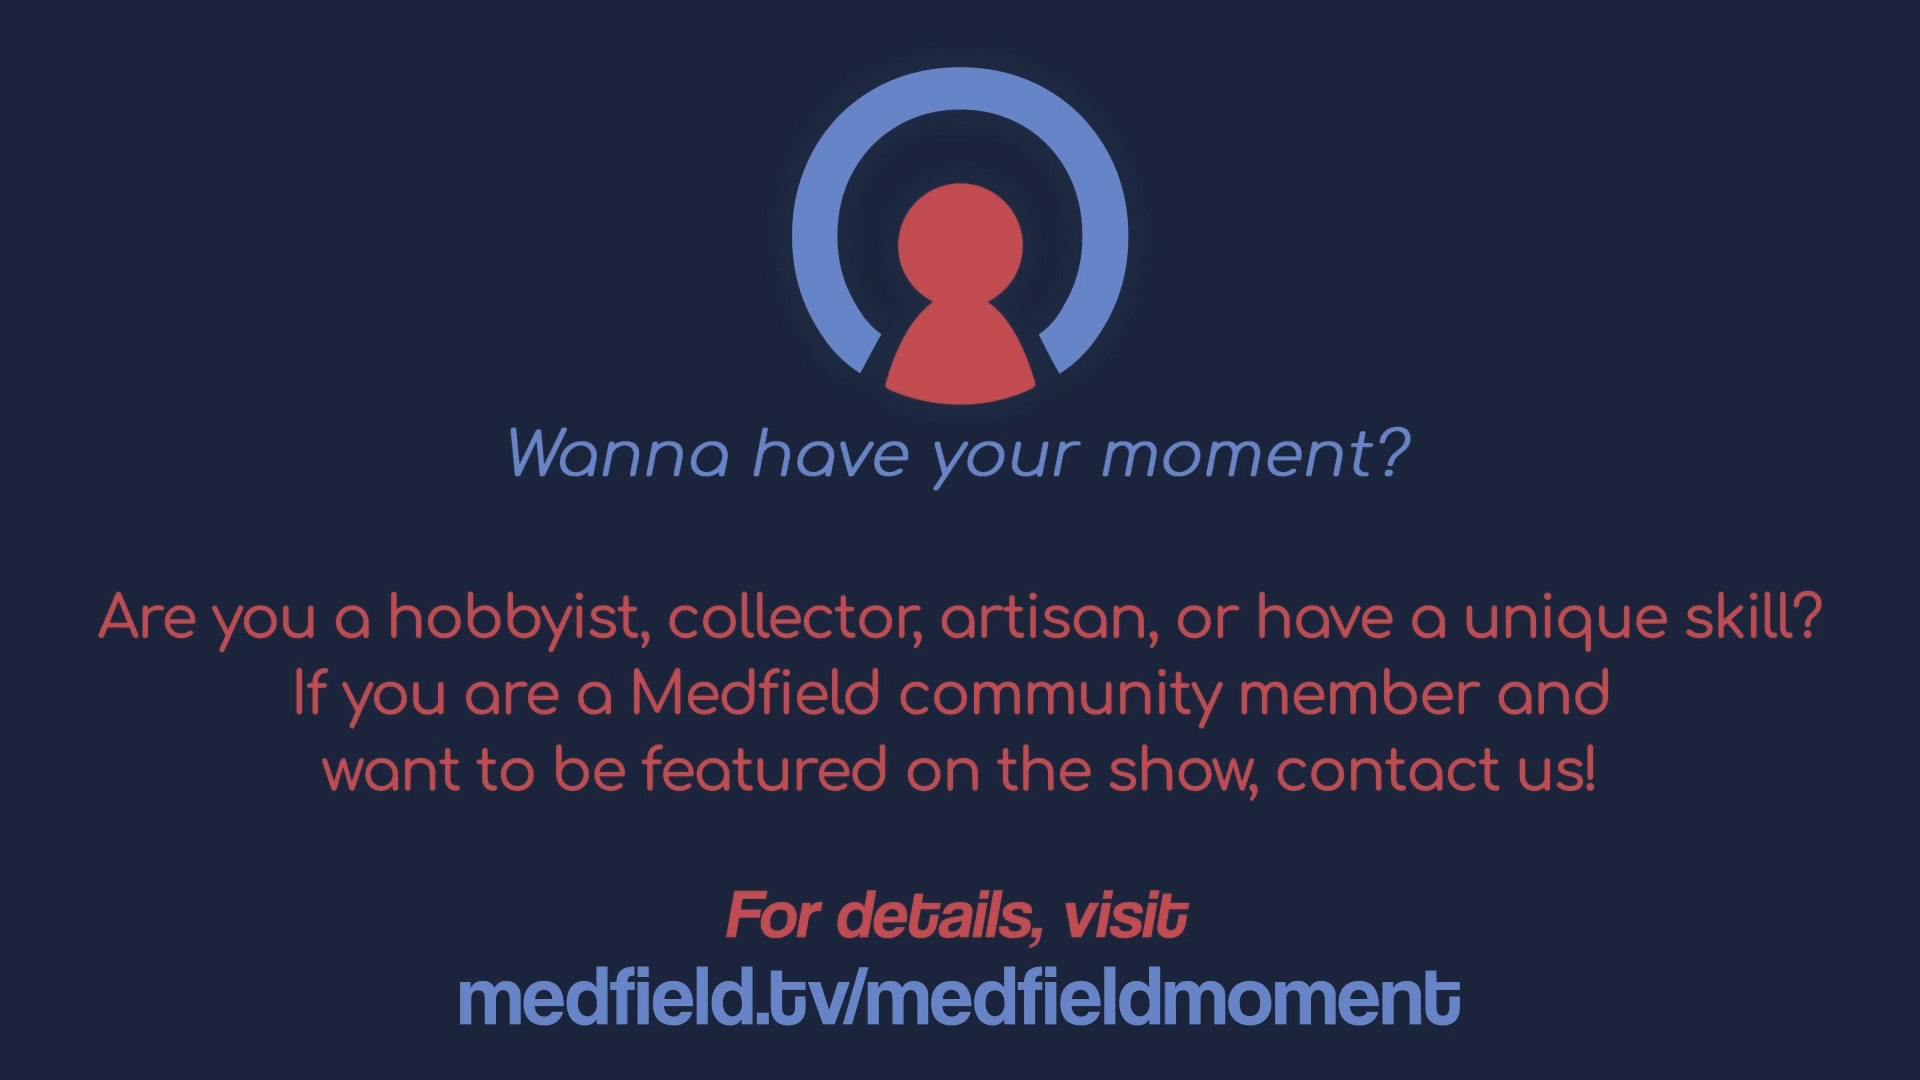 Wanna have your moment?
Are you a hobbyist, collector, artisan, or have a unique skill?
If you are a Medfield community member and
want to be featured on the show, contact us!
For details, visit
medfield.tv/medfieldmoment